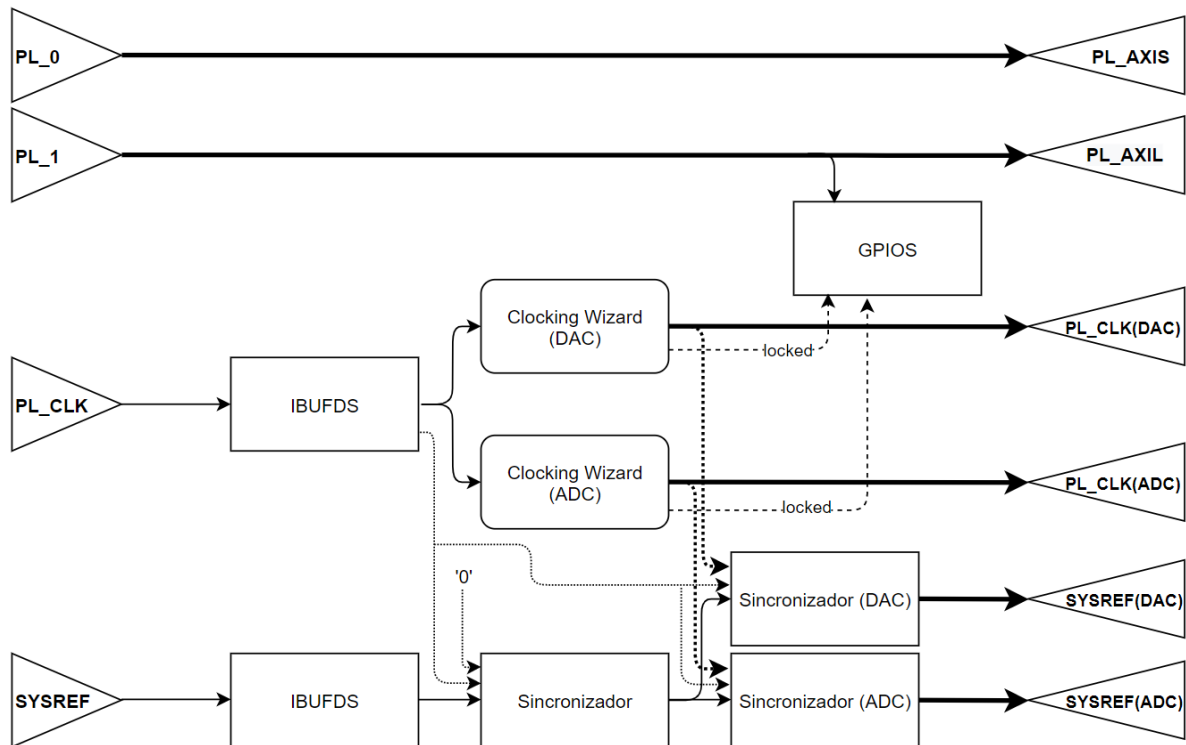 PL_0
PL_AXIS
PL_1
PL_AXIL
GPIOS
Clocking Wizard
(DAC)
PL_CLK(DAC)
locked
PL_CLK
IBUFDS
Clocking Wizard
(ADC)
PL_CLK(ADC)
locked
'0'
Sincronizador (DAC)
SYSREF(DAC)
SYSREF
IBUFDS
Sincronizador
Sincronizador (ADC)
SYSREF(ADC)